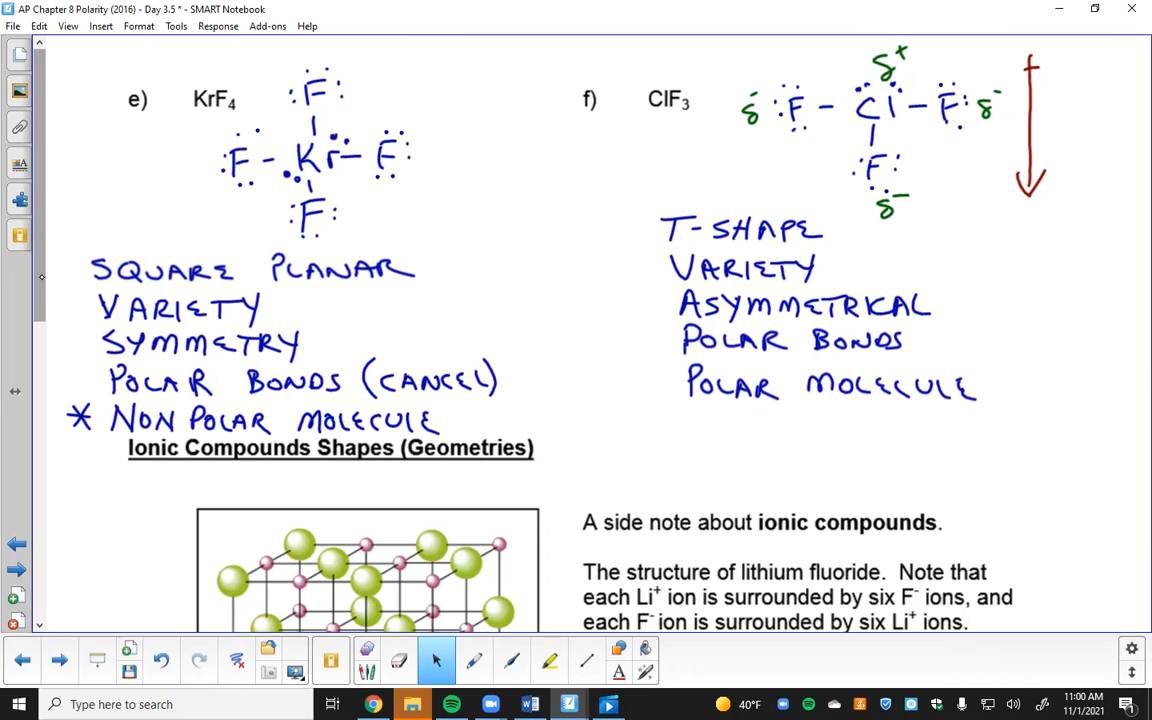 AP Chapter 8 Polarity (2016) - Day 3.5 * - SMART Notebook
File Edit View Insert Format Tools Response Add-ons Help
e) KrF4
F
F - Kr - F
F
SQUARE PLANAR
VARIETY
SYMMETRY
POLAR BONDS (CANCEL)
* NON POLAR MOLECULE
f) ClF3
δ+
δ- :F - Cl - F: δ-
:F:
δ-
T-SHAPE
VARIETY
ASYMMETRICAL
POLAR BONDS
POLAR MOLECULE
Ionic Compounds Shapes (Geometries)
A side note about ionic compounds.
The structure of lithium fluoride. Note that
each Li+ ion is surrounded by six F- ions, and
each F- ion is surrounded by six Li+ ions.
Type here to search
40°F
11:00 AM
11/1/2021